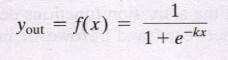 y_out = f(x) = 1 / (1 + e^{-kx})